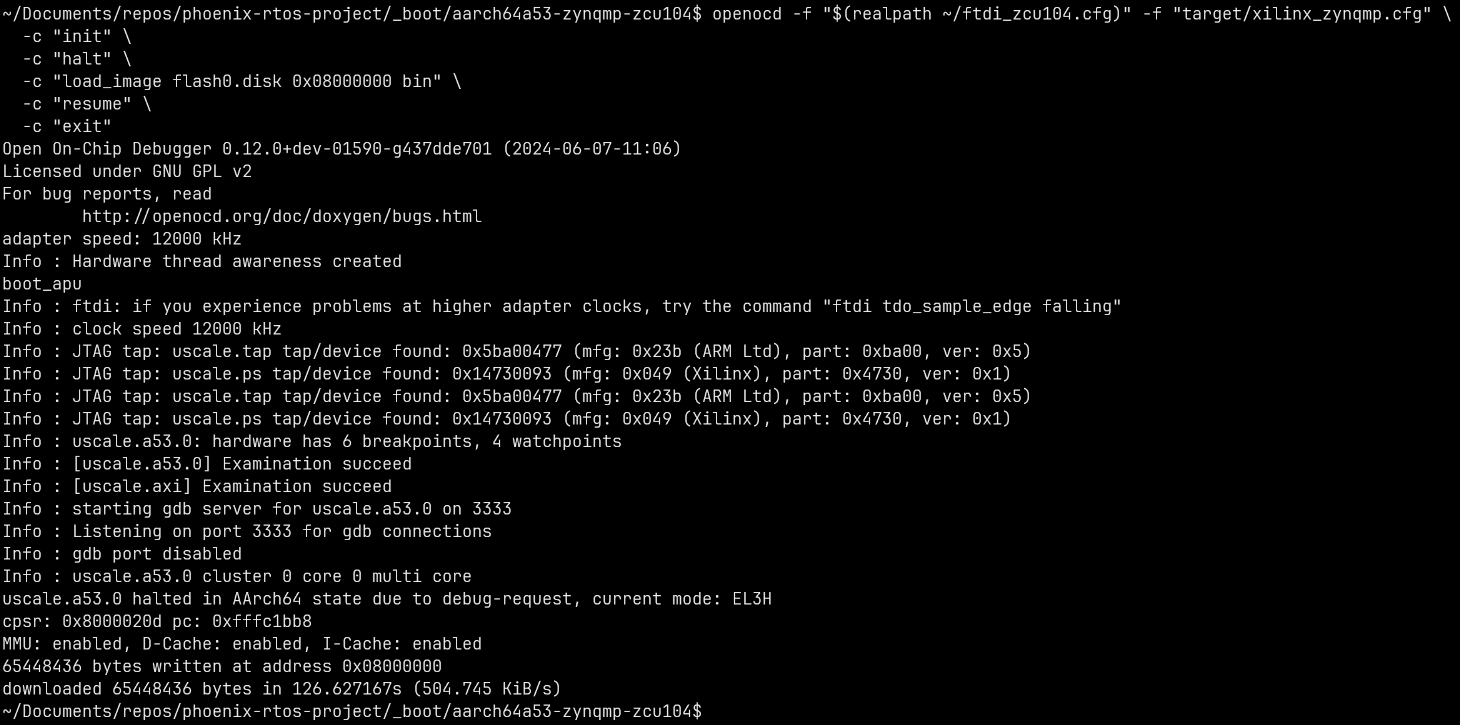 ~/Documents/repos/phoenix-rtos-project/_boot/aarch64a53-zynqmp-zcu104$ openocd -f "$(realpath ~/ftdi_zcu104.cfg)" -f "target/xilinx_zynqmp.cfg" \
  -c "init" \
  -c "halt" \
  -c "load_image flash0.disk 0x08000000 bin" \
  -c "resume" \
  -c "exit"
Open On-Chip Debugger 0.12.0+dev-01590-g437dde701 (2024-06-07-11:06)
Licensed under GNU GPL v2
For bug reports, read
        http://openocd.org/doc/doxygen/bugs.html
adapter speed: 12000 kHz
Info : Hardware thread awareness created
boot_apu
Info : ftdi: if you experience problems at higher adapter clocks, try the command "ftdi tdo_sample_edge falling"
Info : clock speed 12000 kHz
Info : JTAG tap: uscale.tap tap/device found: 0x5ba00477 (mfg: 0x23b (ARM Ltd), part: 0xba00, ver: 0x5)
Info : JTAG tap: uscale.ps tap/device found: 0x14730093 (mfg: 0x049 (Xilinx), part: 0x4730, ver: 0x1)
Info : JTAG tap: uscale.tap tap/device found: 0x5ba00477 (mfg: 0x23b (ARM Ltd), part: 0xba00, ver: 0x5)
Info : JTAG tap: uscale.ps tap/device found: 0x14730093 (mfg: 0x049 (Xilinx), part: 0x4730, ver: 0x1)
Info : uscale.a53.0: hardware has 6 breakpoints, 4 watchpoints
Info : [uscale.a53.0] Examination succeed
Info : [uscale.axi] Examination succeed
Info : starting gdb server for uscale.a53.0 on 3333
Info : Listening on port 3333 for gdb connections
Info : gdb port disabled
Info : uscale.a53.0 cluster 0 core 0 multi core
uscale.a53.0 halted in AArch64 state due to debug-request, current mode: EL3H
cpsr: 0x8000020d pc: 0xfffc1bb8
MMU: enabled, D-Cache: enabled, I-Cache: enabled
65448436 bytes written at address 0x08000000
downloaded 65448436 bytes in 126.627167s (504.745 KiB/s)
~/Documents/repos/phoenix-rtos-project/_boot/aarch64a53-zynqmp-zcu104$